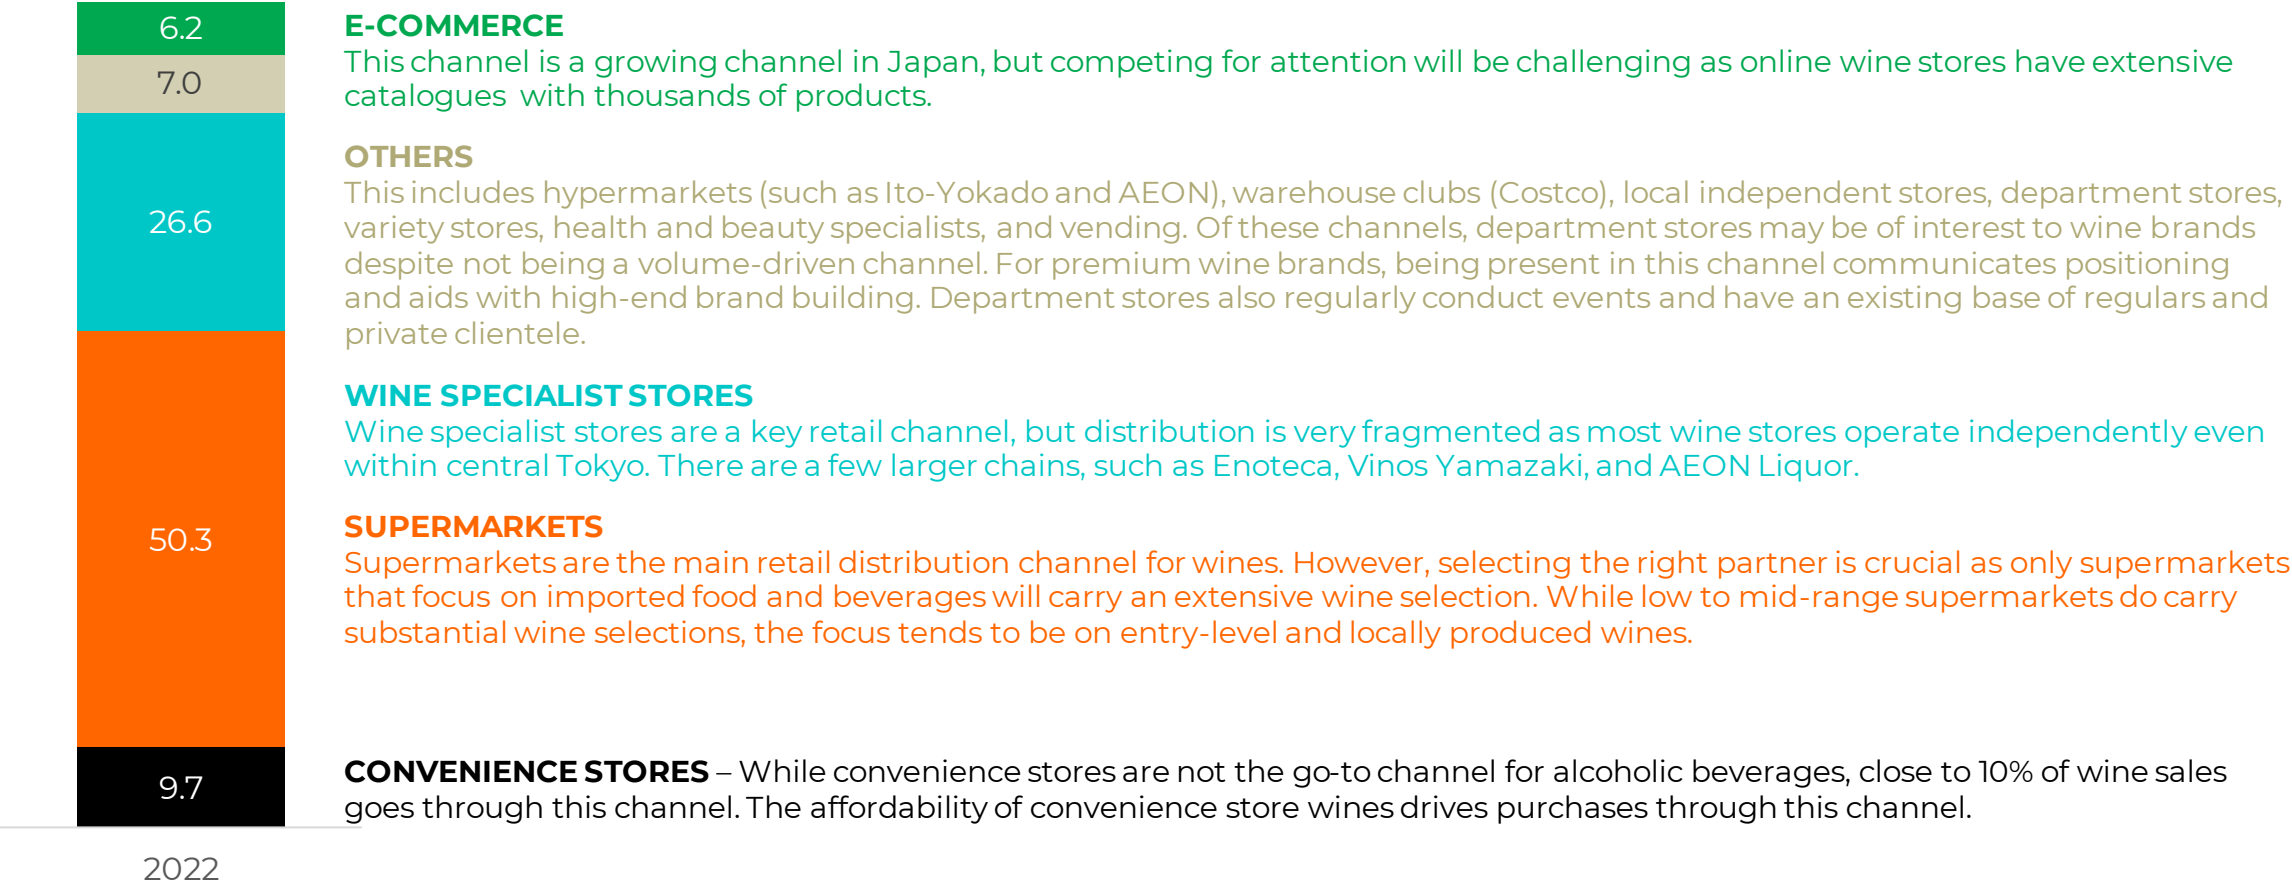 6.2
7.0
26.6
50.3
9.7
2022
E-COMMERCE
This channel is a growing channel in Japan, but competing for attention will be challenging as online wine stores have extensive
catalogues with thousands of products.
OTHERS
This includes hypermarkets (such as Ito-Yokado and AEON), warehouse clubs (Costco), local independent stores, department stores,
variety stores, health and beauty specialists, and vending. Of these channels, department stores may be of interest to wine brands
despite not being a volume-driven channel. For premium wine brands, being present in this channel communicates positioning
and aids with high-end brand building. Department stores also regularly conduct events and have an existing base of regulars and
private clientele.
WINE SPECIALIST STORES
Wine specialist stores are a key retail channel, but distribution is very fragmented as most wine stores operate independently even
within central Tokyo. There are a few larger chains, such as Enoteca, Vinos Yamazaki, and AEON Liquor.
SUPERMARKETS
Supermarkets are the main retail distribution channel for wines. However, selecting the right partner is crucial as only supermarkets
that focus on imported food and beverages will carry an extensive wine selection. While low to mid-range supermarkets do carry
substantial wine selections, the focus tends to be on entry-level and locally produced wines.
CONVENIENCE STORES – While convenience stores are not the go-to channel for alcoholic beverages, close to 10% of wine sales
goes through this channel. The affordability of convenience store wines drives purchases through this channel.